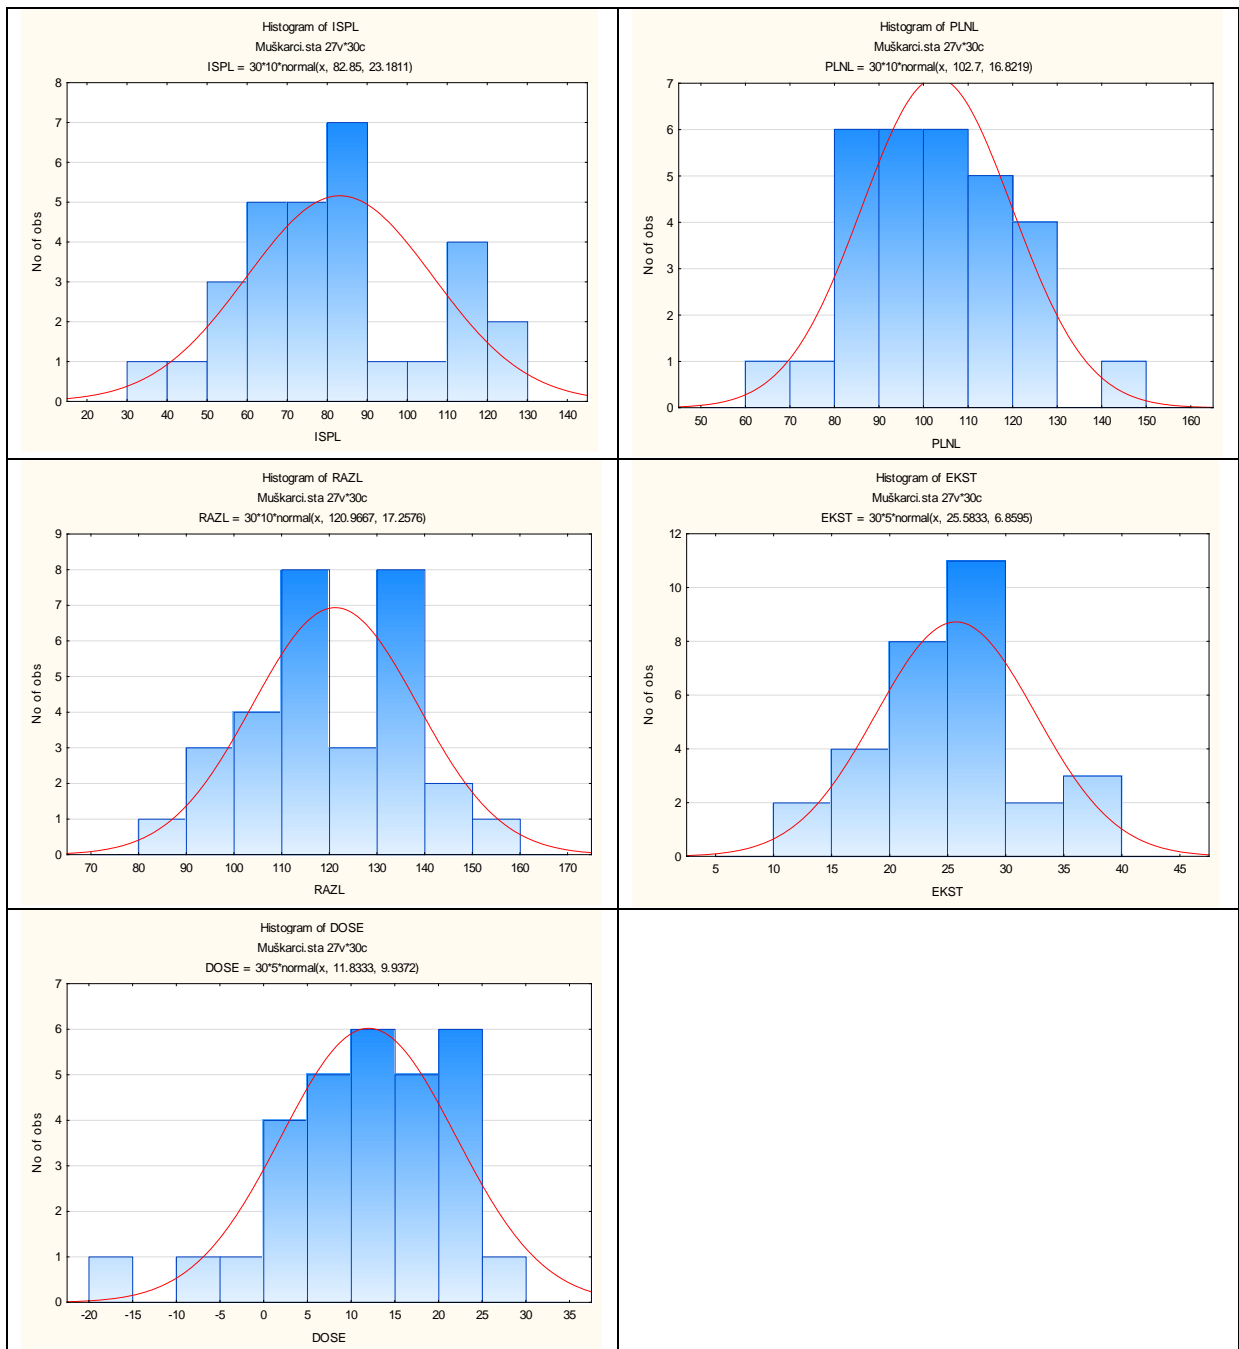 Histogram of ISPL
Muškarci.sta 27v*30c
ISPL = 30*10*normal(x, 82.85, 23.1811)
8
7
6
5
4
3
2
1
0
No of obs
20 30 40 50 60 70 80 90 100 110 120 130 140
ISPL
Histogram of PLNL
Muškarci.sta 27v*30c
PLNL = 30*10*normal(x, 102.7, 16.8219)
7
6
5
4
3
2
1
0
No of obs
50 60 70 80 90 100 110 120 130 140 150 160
PLNL
Histogram of RAZL
Muškarci.sta 27v*30c
RAZL = 30*10*normal(x, 120.9667, 17.2576)
9
8
7
6
5
4
3
2
1
0
No of obs
70 80 90 100 110 120 130 140 150 160 170
RAZL
Histogram of EKST
Muškarci.sta 27v*30c
EKST = 30*5*normal(x, 25.5833, 6.8595)
12
10
8
6
4
2
0
No of obs
5 10 15 20 25 30 35 40 45
EKST
Histogram of DOSE
Muškarci.sta 27v*30c
DOSE = 30*5*normal(x, 11.8333, 9.9372)
7
6
5
4
3
2
1
0
No of obs
-20 -15 -10 -5 0 5 10 15 20 25 30 35
DOSE